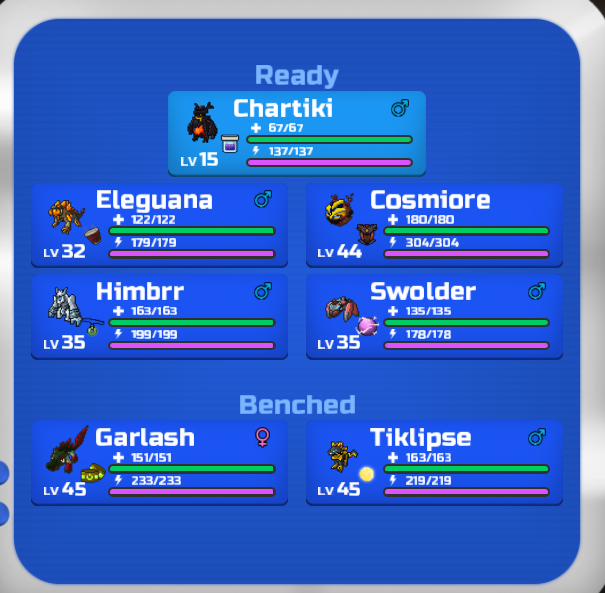 Ready
Chartiki
67/67
137/137
LV 15
Eleguana
122/122
179/179
LV 32
Cosmiore
180/180
304/304
LV 44
Himbrr
163/163
199/199
LV 35
Swolder
135/135
178/178
LV 35
Benched
Garlash
151/151
233/233
LV 45
Tiklipse
163/163
219/219
LV 45